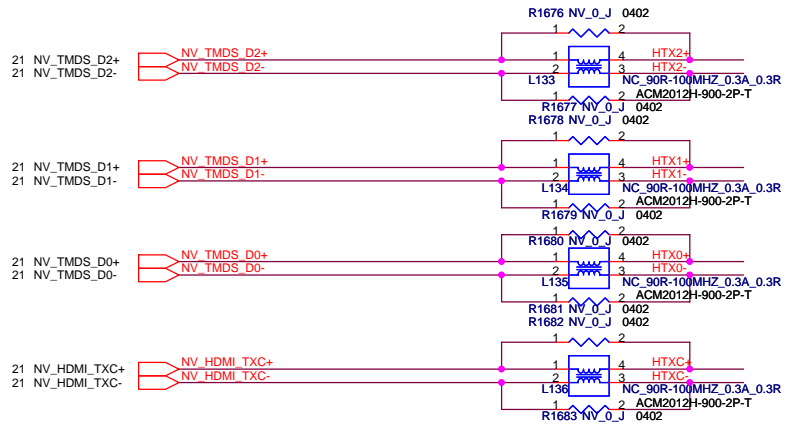 R1676 NV_0_J 0402
1 2
21 NV_TMDS_D2+ NV_TMDS_D2+ 1 4 HTX2+
21 NV_TMDS_D2- NV_TMDS_D2- 2 3 HTX2-
L133 NC_90R-100MHZ_0.3A_0.3R
1 2 ACM2012H-900-2P-T
R1677 NV_0_J 0402
R1678 NV_0_J 0402
1 2
21 NV_TMDS_D1+ NV_TMDS_D1+ 1 4 HTX1+
21 NV_TMDS_D1- NV_TMDS_D1- 2 3 HTX1-
L134 NC_90R-100MHZ_0.3A_0.3R
1 2 ACM2012H-900-2P-T
R1679 NV_0_J 0402
1 2
R1680 NV_0_J 0402
21 NV_TMDS_D0+ NV_TMDS_D0+ 1 4 HTX0+
21 NV_TMDS_D0- NV_TMDS_D0- 2 3 HTX0-
L135 NC_90R-100MHZ_0.3A_0.3R
1 2 ACM2012H-900-2P-T
R1681 NV_0_J 0402
R1682 NV_0_J 0402
1 2
21 NV_HDMI_TXC+ NV_HDMI_TXC+ 1 4 HTXC+
21 NV_HDMI_TXC- NV_HDMI_TXC- 2 3 HTXC-
L136 NC_90R-100MHZ_0.3A_0.3R
1 2 ACM2012H-900-2P-T
R1683 NV_0_J 0402